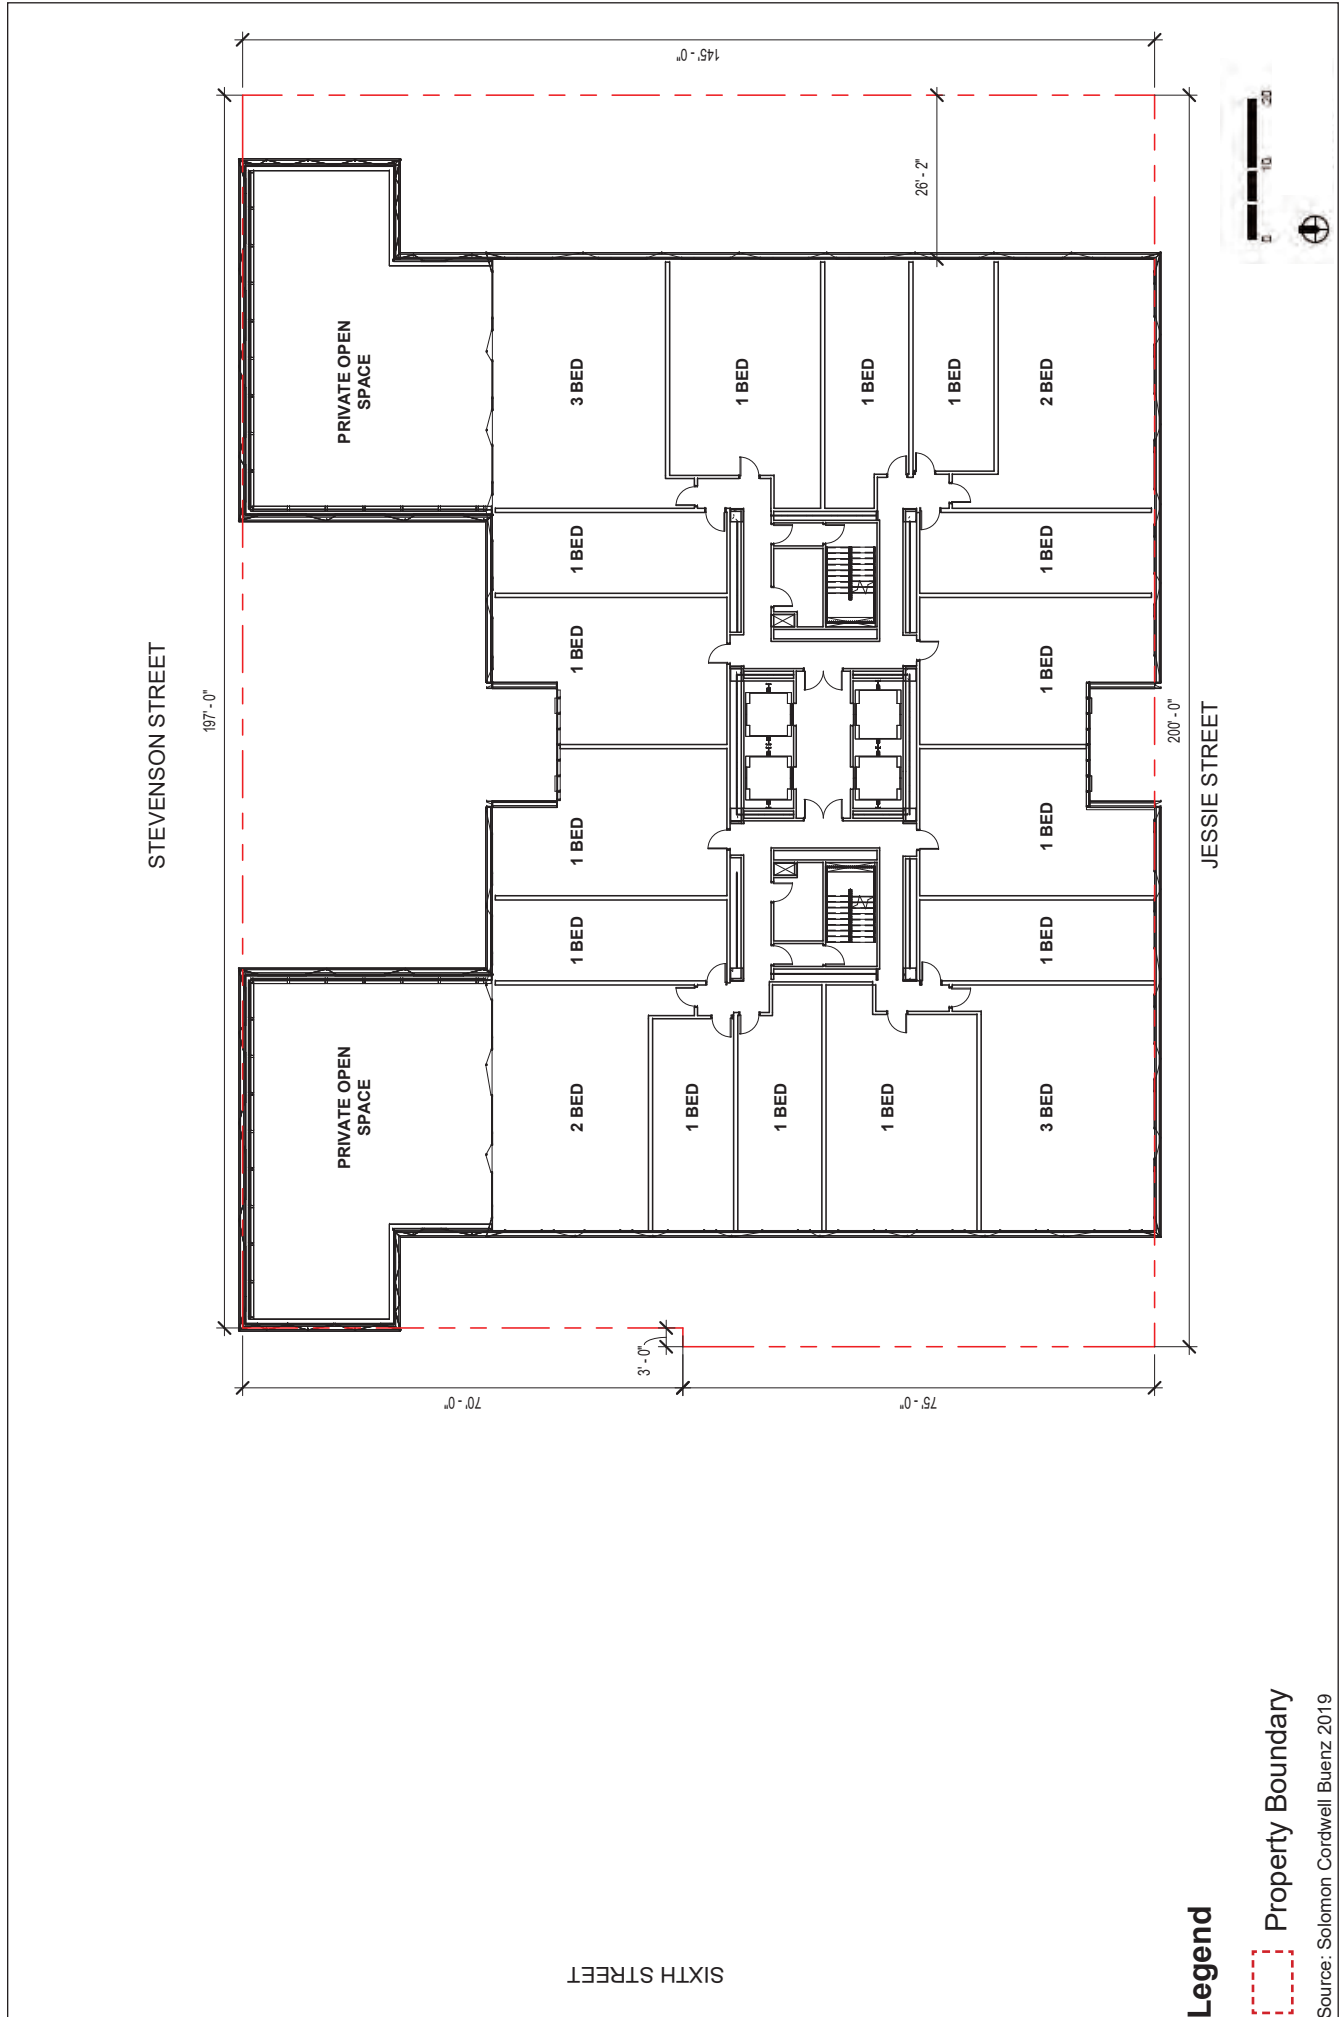 STEVENSON STREET
197' - 0"
145' - 0"
PRIVATE OPEN
SPACE
PRIVATE OPEN
SPACE
26' - 2"
2 BED
1 BED
1 BED
1 BED
1 BED
3 BED
1 BED
1 BED
1 BED
1 BED
1 BED
1 BED
3 BED
1 BED
1 BED
1 BED
1 BED
2 BED
70' - 0"
3' - 0"
75' - 0"
200' - 0"
JESSIE STREET
SIXTH STREET
0 10 20
Legend
Property Boundary
Source: Solomon Cordwell Buenz 2019